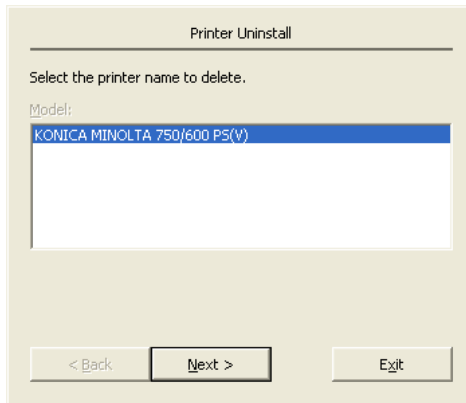 Printer Uninstall
Select the printer name to delete.
Model:
KONICA MINOLTA 750/600 PS(V)
< Back
Next >
Exit